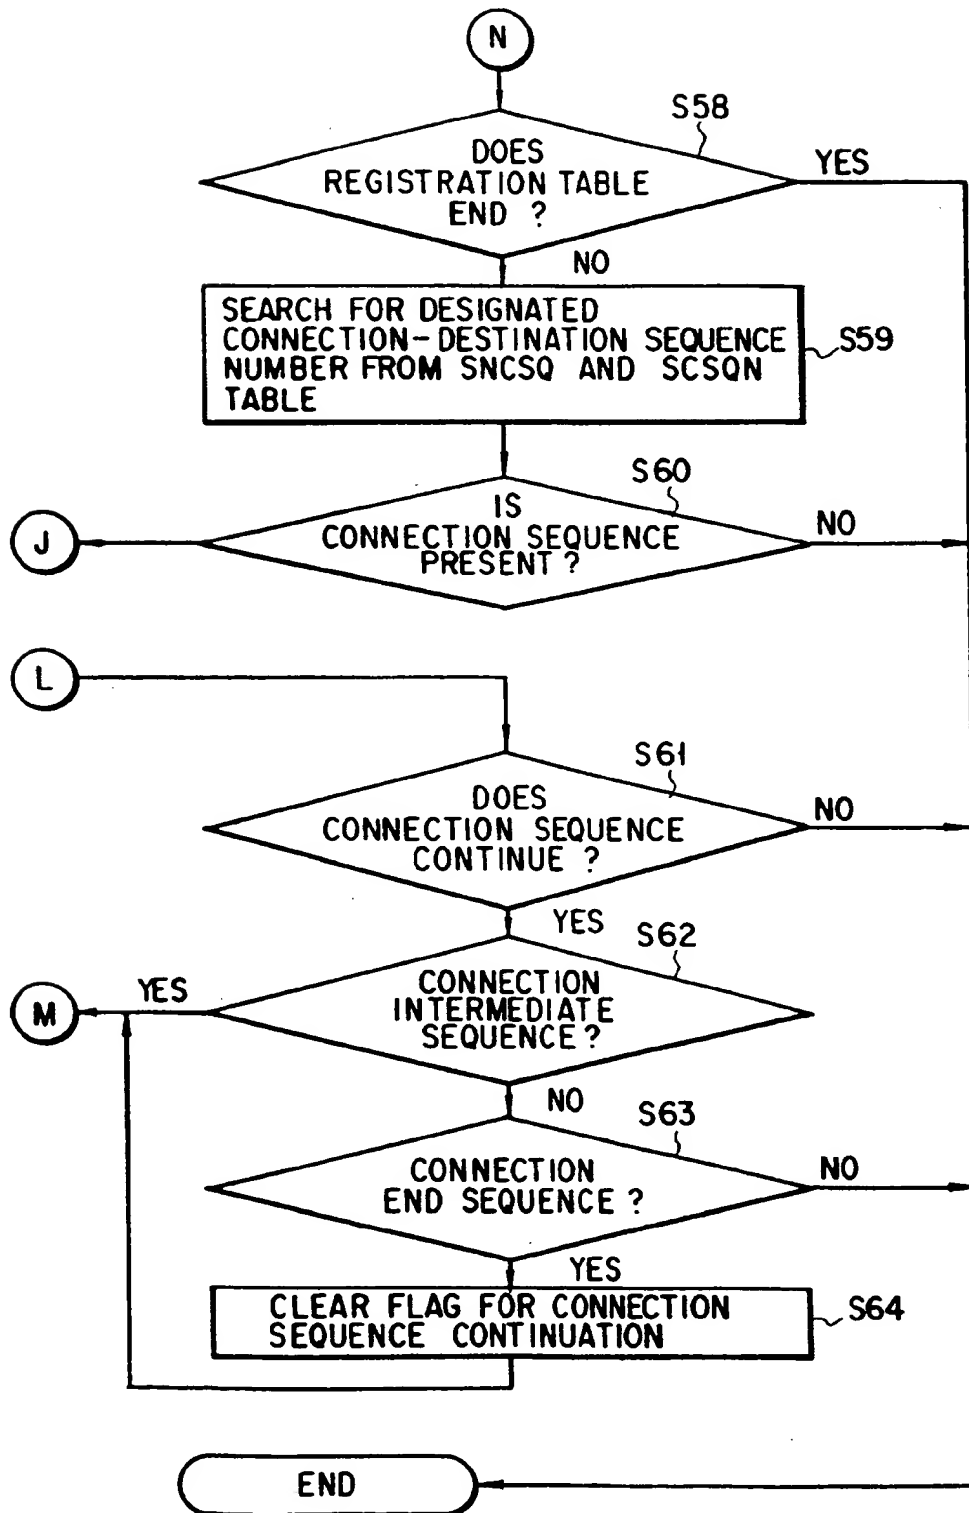 N
S58
DOES
REGISTRATION TABLE
END ?
YES
NO
SEARCH FOR DESIGNATED
CONNECTION-DESTINATION SEQUENCE
NUMBER FROM SNCSQ AND SCSQN
TABLE
S59
S60
IS
CONNECTION SEQUENCE
PRESENT ?
NO
J
L
S61
DOES
CONNECTION SEQUENCE
CONTINUE ?
NO
YES
S62
CONNECTION
INTERMEDIATE
SEQUENCE ?
YES
M
NO
S63
CONNECTION
END SEQUENCE ?
NO
YES
CLEAR FLAG FOR CONNECTION
SEQUENCE CONTINUATION
S64
END